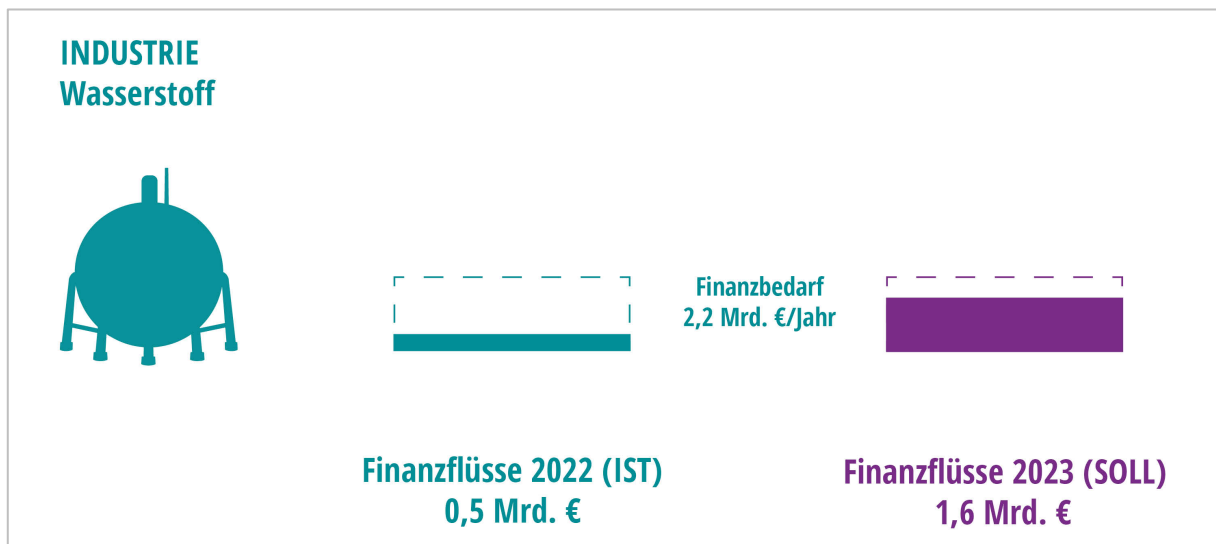 INDUSTRIE
Wasserstoff
Finanzbedarf
2,2 Mrd. €/Jahr
Finanzflüsse 2022 (IST)
0,5 Mrd. €
Finanzflüsse 2023 (SOLL)
1,6 Mrd. €